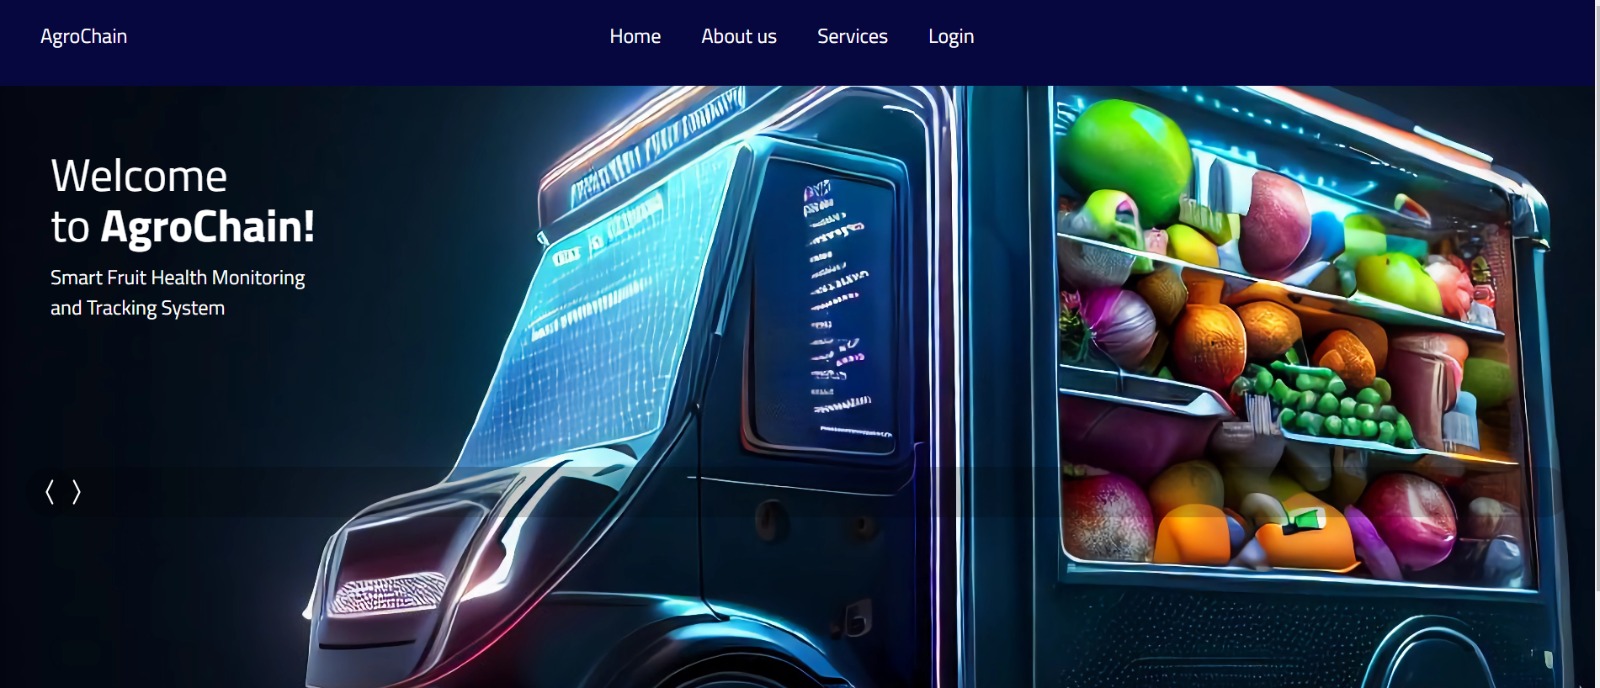 AgroChain
Home
About us
Services
Login
Welcome
to AgroChain!
Smart Fruit Health Monitoring
and Tracking System